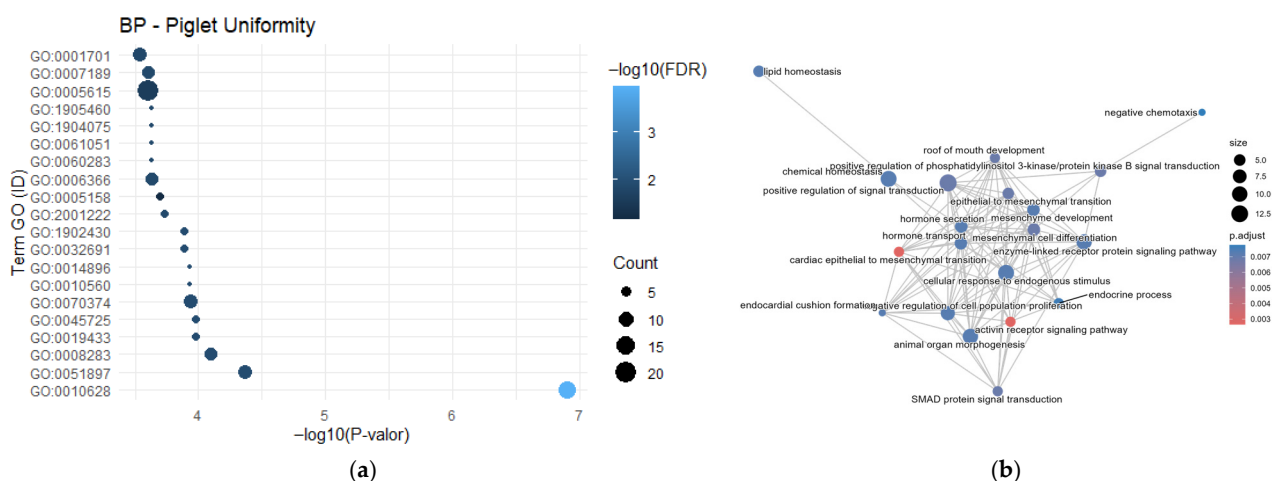 BP - Piglet Uniformity
Term GO (ID)
GO:0001701
GO:0007189
GO:0005615
GO:1905460
GO:1904075
GO:0061051
GO:0060283
GO:0006366
GO:0005158
GO:2001222
GO:1902430
GO:0032691
GO:0014896
GO:0010560
GO:0070374
GO:0045725
GO:0019433
GO:0008283
GO:0051897
GO:0010628
4 5 6 7
−log10(P-valor)
−log10(FDR)
3
2
Count
5
10
15
20
(a)
lipid homeostasis
negative chemotaxis
roof of mouth development
positive regulation of phosphatidylinositol 3-kinase/protein kinase B signal transduction
chemical homeostasis
positive regulation of signal transduction
epithelial to mesenchymal transition
hormone secretion
mesenchyme development
hormone transport
mesenchymal cell differentiation
enzyme-linked receptor protein signaling pathway
cardiac epithelial to mesenchymal transition
cellular response to endogenous stimulus
endocrine process
endocardial cushion formation
negative regulation of cell population proliferation
activin receptor signaling pathway
animal organ morphogenesis
SMAD protein signal transduction
size
5.0
7.5
10.0
12.5
p.adjust
0.007
0.006
0.005
0.004
0.003
(b)